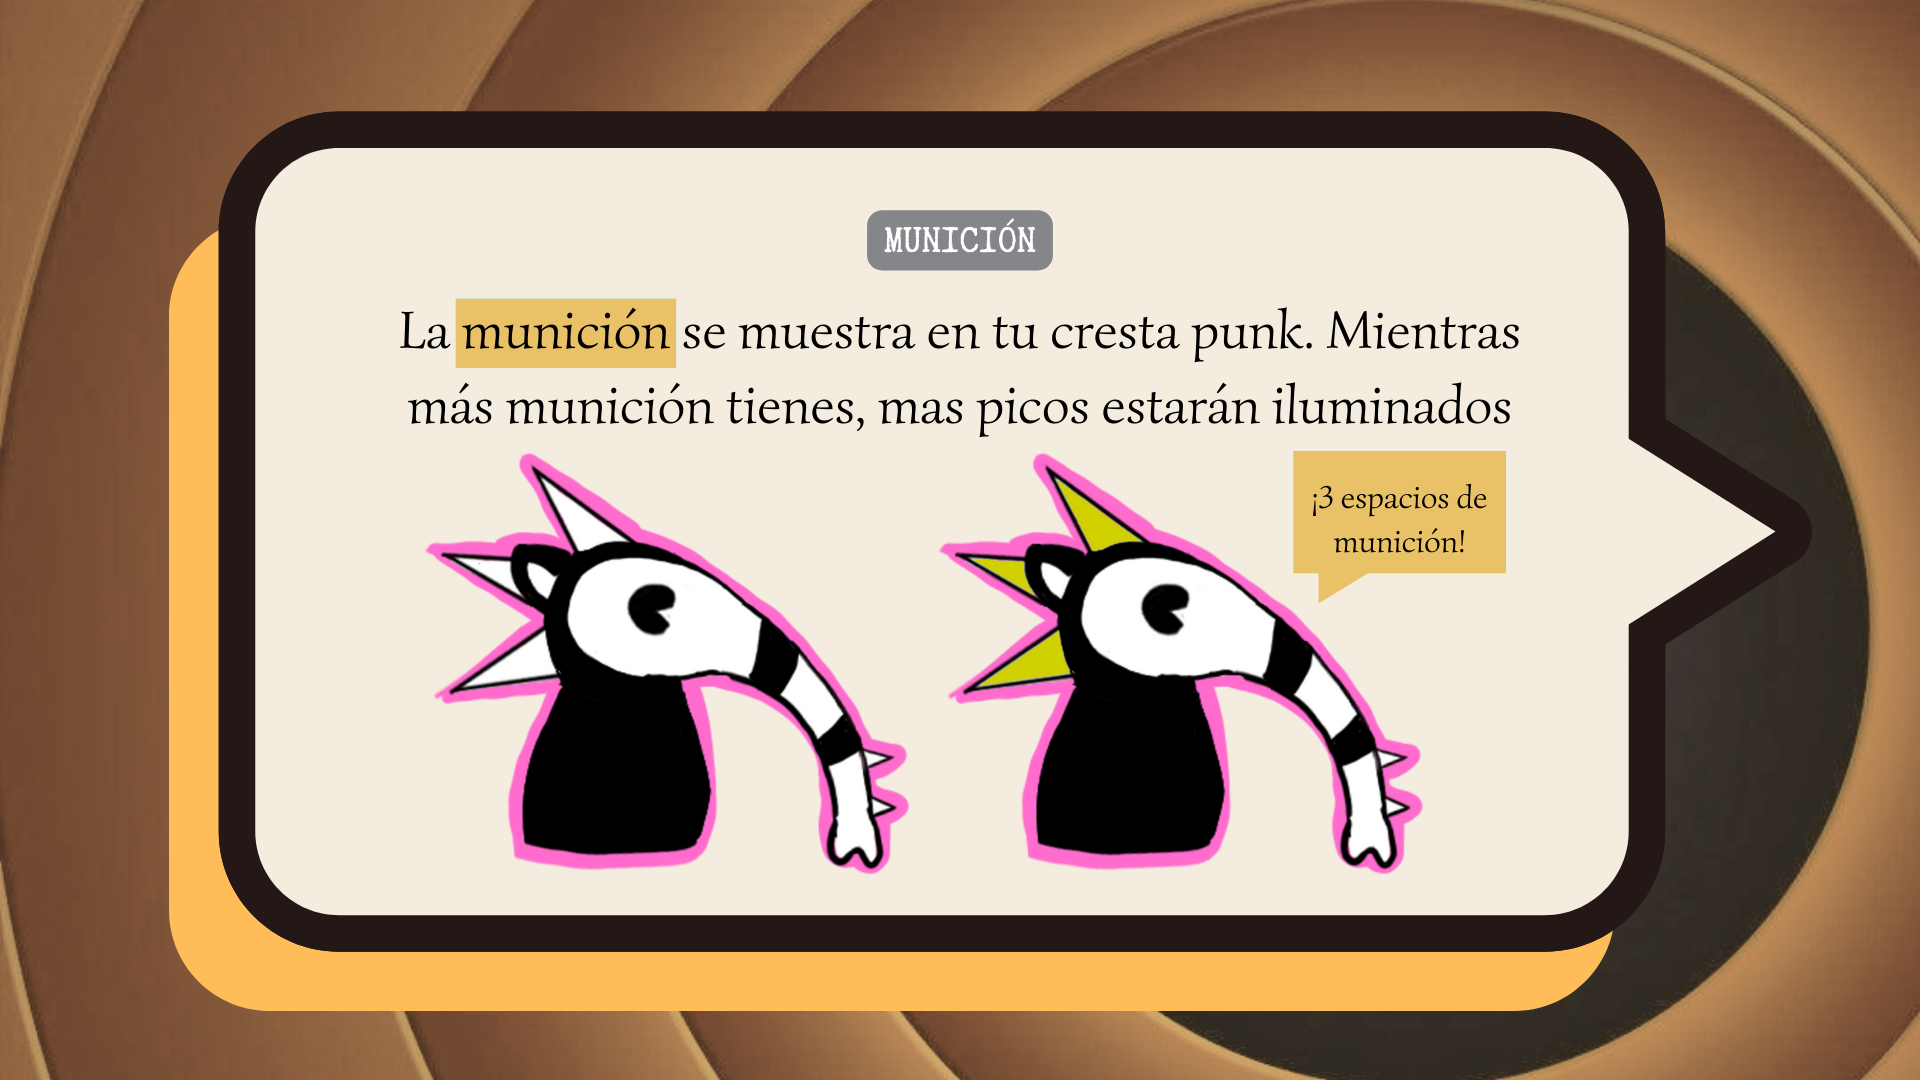 MUNICIÓN
La munición se muestra en tu cresta punk. Mientras
más munición tienes, mas picos estarán iluminados
¡3 espacios de
munición!